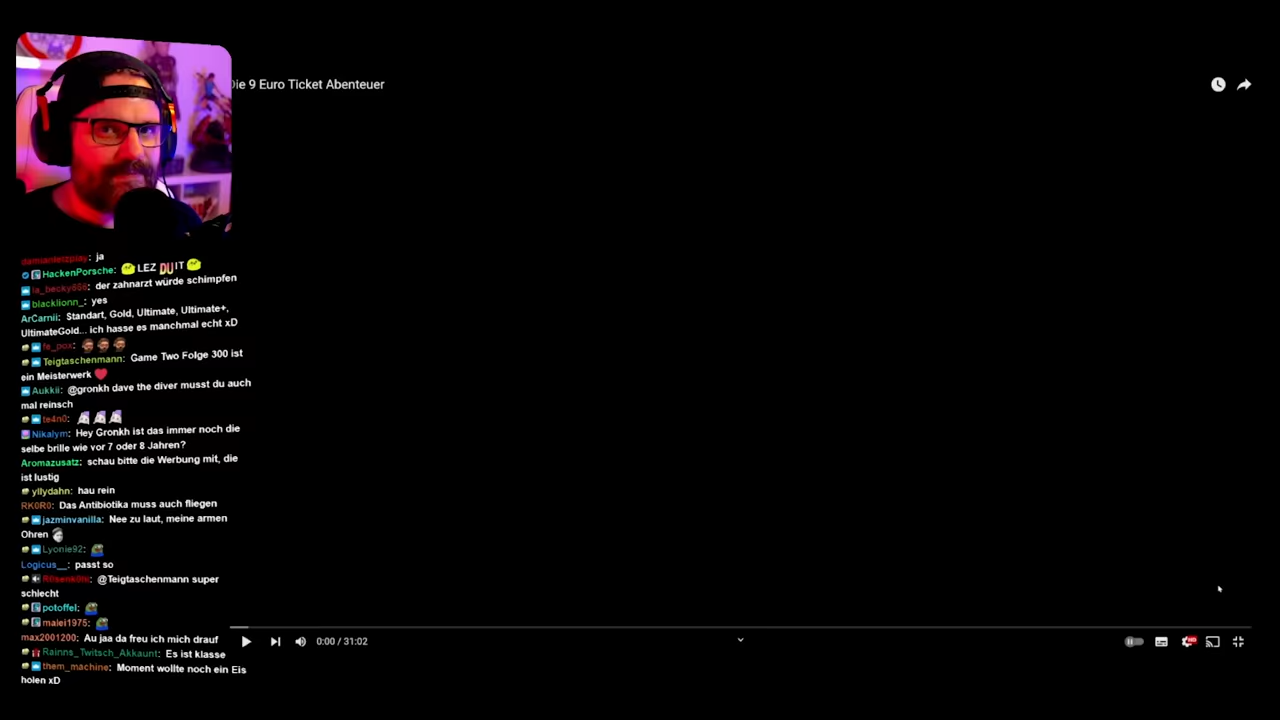 Die 9 Euro Ticket Abenteuer
damianletzplay: ja
HackenPorsche: LEZ DU IT
la_becky666: der zahnarzt würde schimpfen
blacklionn_: yes
ArCarnii: Standart, Gold, Ultimate, Ultimate+,
UltimateGold... ich hasse es manchmal echt xD
fe_pox:
Teigtaschenmann: Game Two Folge 300 ist
ein Meisterwerk
Aukkii: @gronkh dave the diver musst du auch
mal reinsch
te4n0:
Nikalym: Hey Gronkh ist das immer noch die
selbe brille wie vor 7 oder 8 Jahren?
Aromazusatz: schau bitte die Werbung mit, die
ist lustig
yllydahn: hau rein
RK0R0: Das Antibiotika muss auch fliegen
jazminvanilla: Nee zu laut, meine armen
Ohren
Lyonie92:
Logicus__: passt so
@Teigtaschenmann super
schlecht
potoffel:
malei1975:
max2001200: Au jaa da freu ich mich drauf
Rainns_Twitsch_Akkaunt: Es ist klasse
them_machine: Moment wollte noch ein Eis
holen xD
0:00 / 31:02
HD